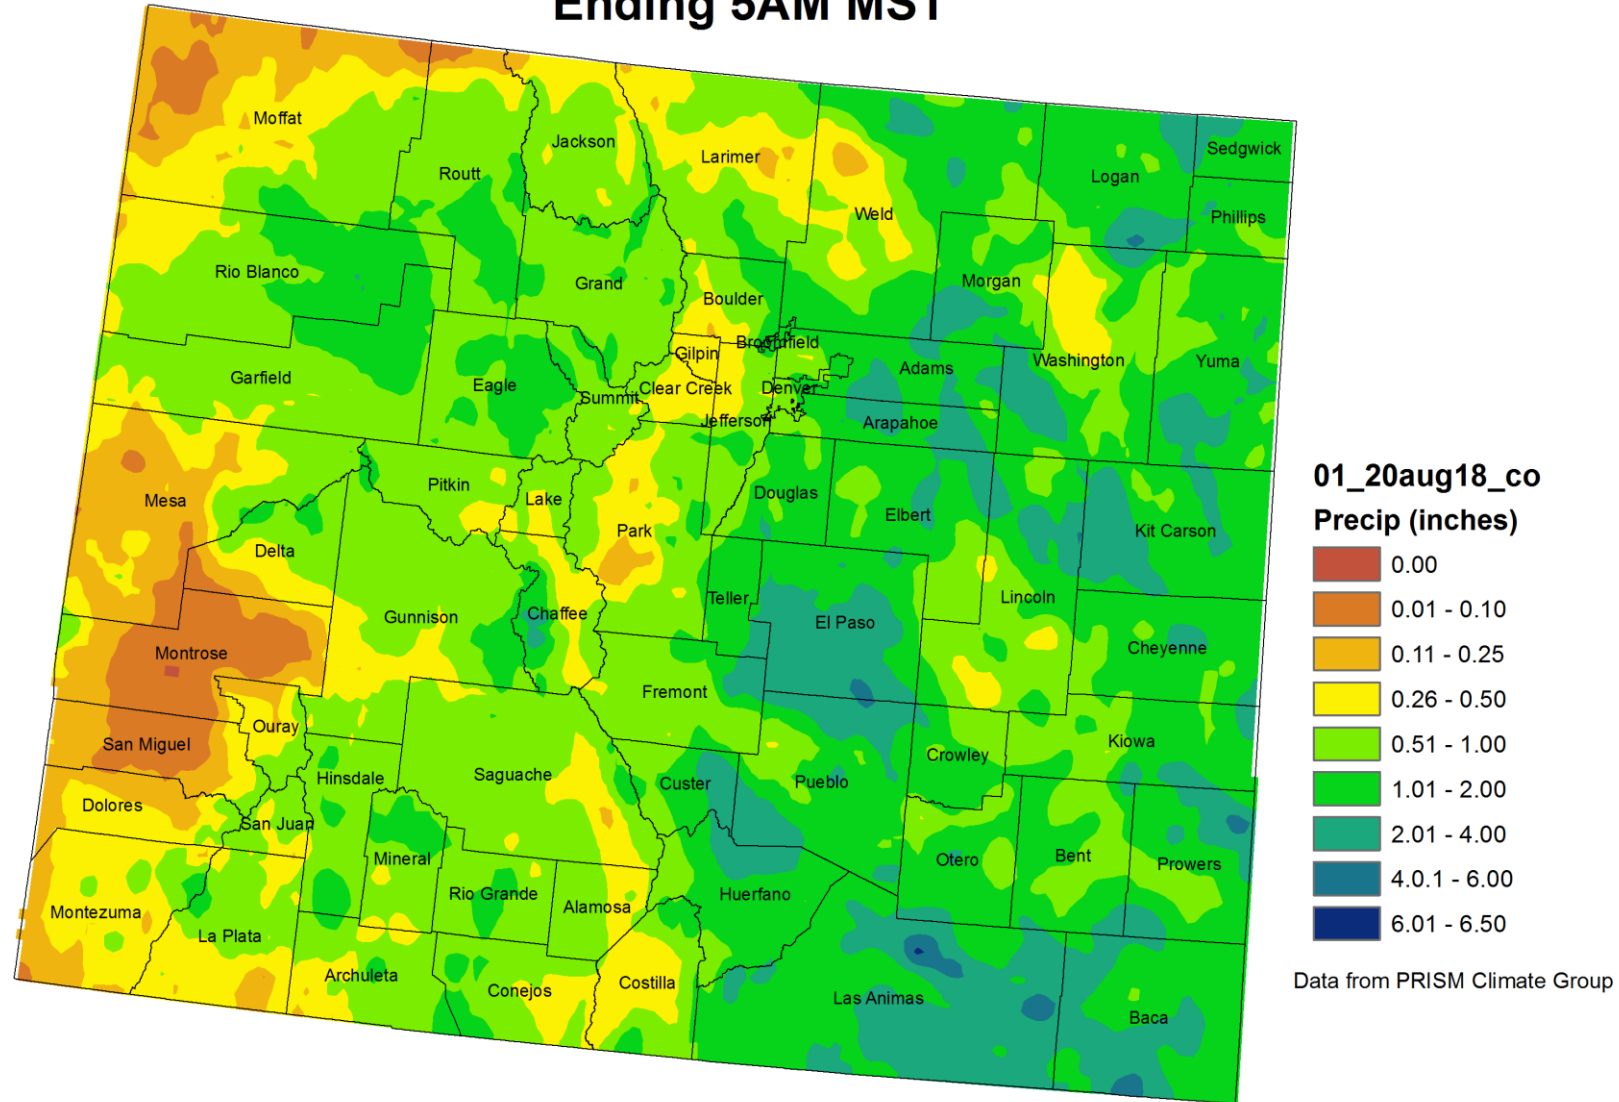 Ending 5AM MST
Moffat
Routt
Jackson
Larimer
Weld
Logan
Sedgwick
Phillips
Rio Blanco
Grand
Boulder
Morgan
Broomfield
Gilpin
Garfield
Eagle
Summit
Clear Creek
Denver
Adams
Washington
Yuma
Jefferson
Arapahoe
Mesa
Pitkin
Lake
Park
Douglas
Elbert
Kit Carson
Delta
Gunnison
Chaffee
Teller
El Paso
Lincoln
Cheyenne
Montrose
Fremont
Ouray
San Miguel
Hinsdale
Saguache
Custer
Pueblo
Crowley
Kiowa
Dolores
San Juan
Mineral
Rio Grande
Alamosa
Huerfano
Otero
Bent
Prowers
Montezuma
La Plata
Archuleta
Conejos
Costilla
Las Animas
Baca
01_20aug18_co
Precip (inches)
0.00
0.01 - 0.10
0.11 - 0.25
0.26 - 0.50
0.51 - 1.00
1.01 - 2.00
2.01 - 4.00
4.0.1 - 6.00
6.01 - 6.50
Data from PRISM Climate Group